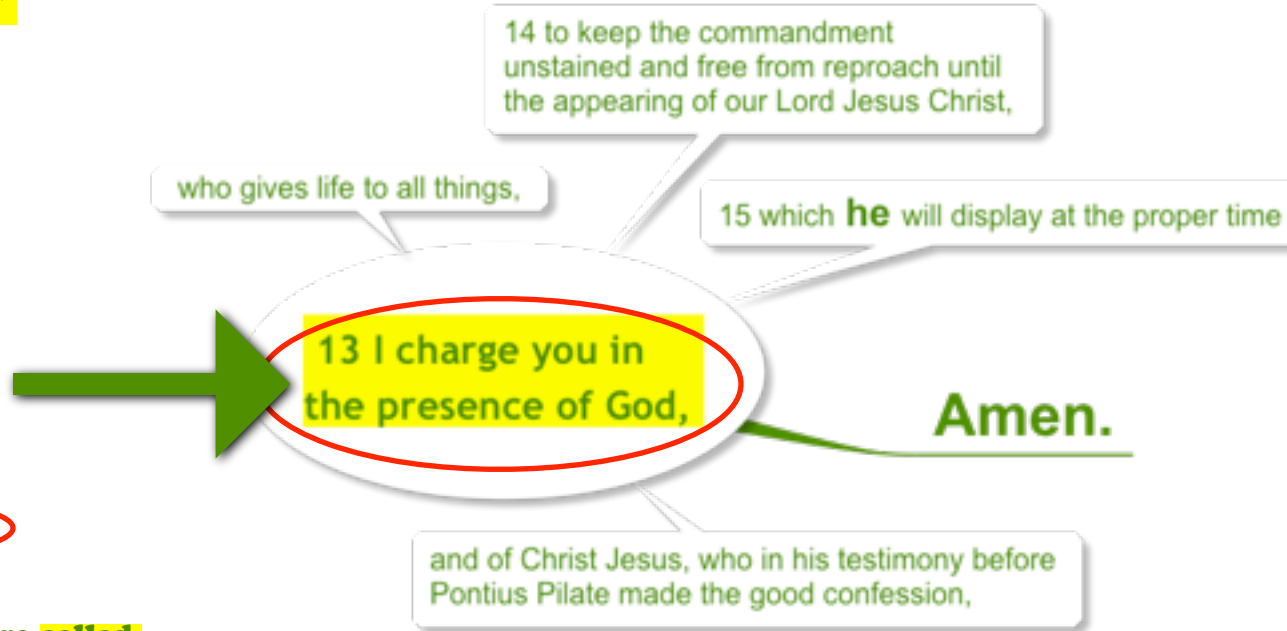 14 to keep the commandment
unstained and free from reproach until
the appearing of our Lord Jesus Christ,
who gives life to all things,
15 which he will display at the proper time
13 I charge you in
the presence of God,
Amen.
and of Christ Jesus, who in his testimony before
Pontius Pilate made the good confession,
called